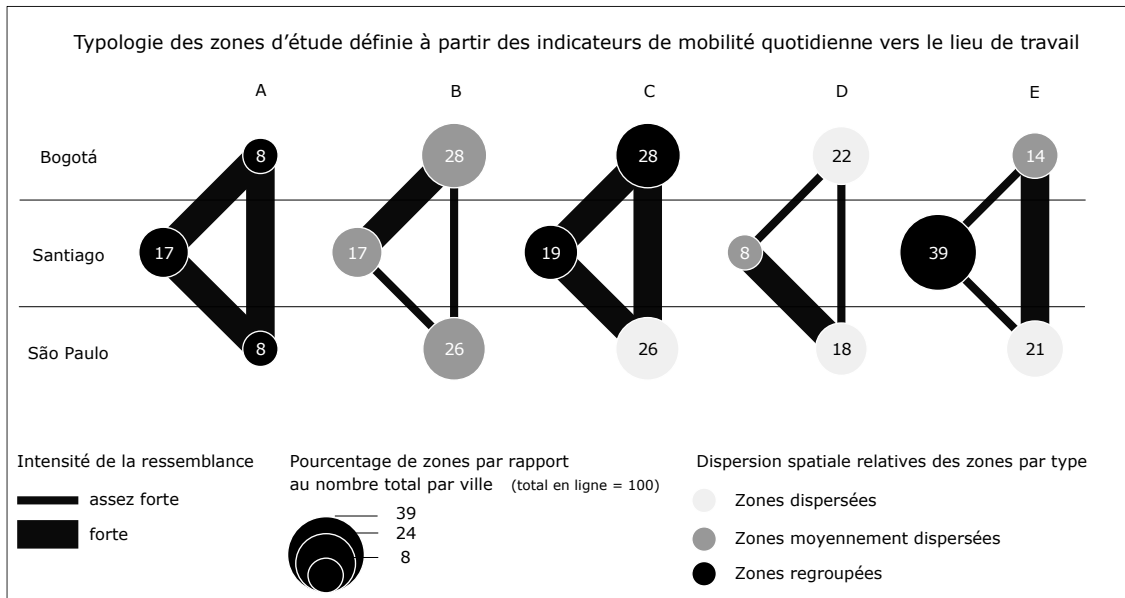 Typologie des zones d'étude définie à partir des indicateurs de mobilité quotidienne vers le lieu de travail
A B C D E
Bogotá 8 28 28 22 14
Santiago 17 17 19 8 39
São Paulo 8 26 26 18 21
Intensité de la ressemblance
assez forte
forte
Pourcentage de zones par rapport
au nombre total par ville (total en ligne = 100)
39
24
8
Dispersion spatiale relatives des zones par type
Zones dispersées
Zones moyennement dispersées
Zones regroupées